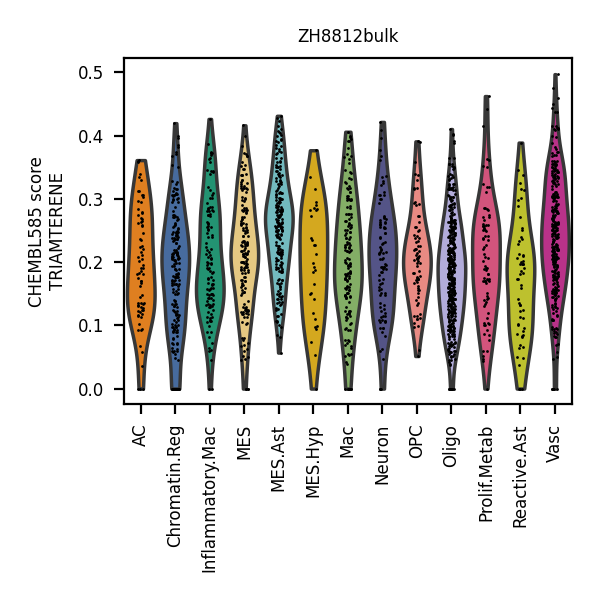 ZH8812bulk
CHEMBL585 score
TRIAMTERENE
0.5
0.4
0.3
0.2
0.1
0.0
AC
Chromatin.Reg
Inflammatory.Mac
MES
MES.Ast
MES.Hyp
Mac
Neuron
OPC
Oligo
Prolif.Metab
Reactive.Ast
Vasc